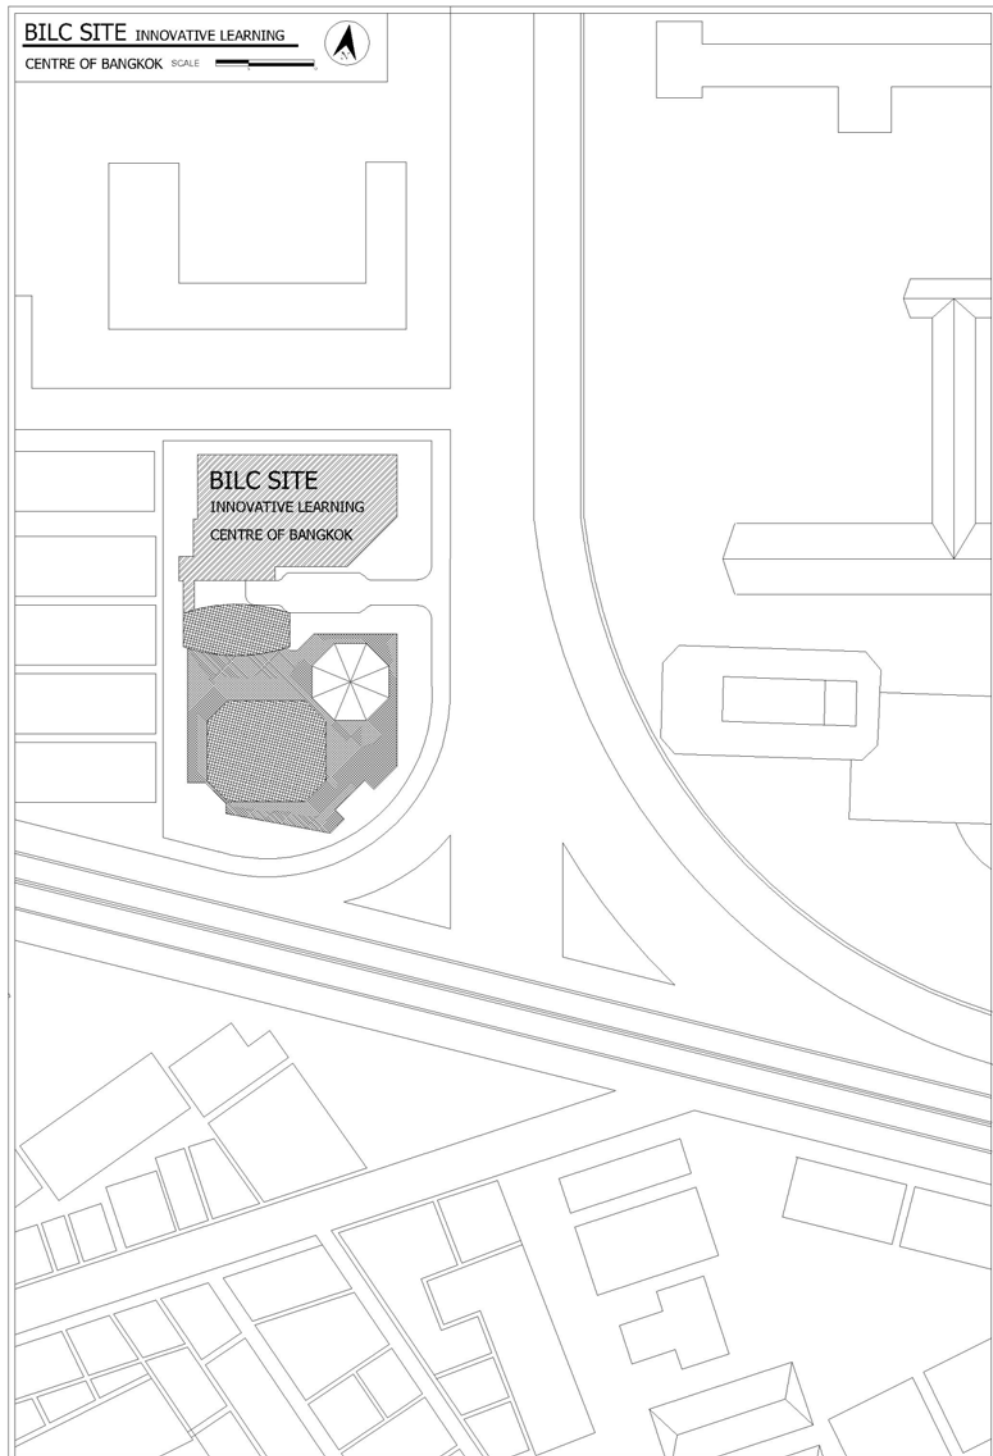 BILC SITE INNOVATIVE LEARNING
CENTRE OF BANGKOK SCALE
N
BILC SITE
INNOVATIVE LEARNING
CENTRE OF BANGKOK